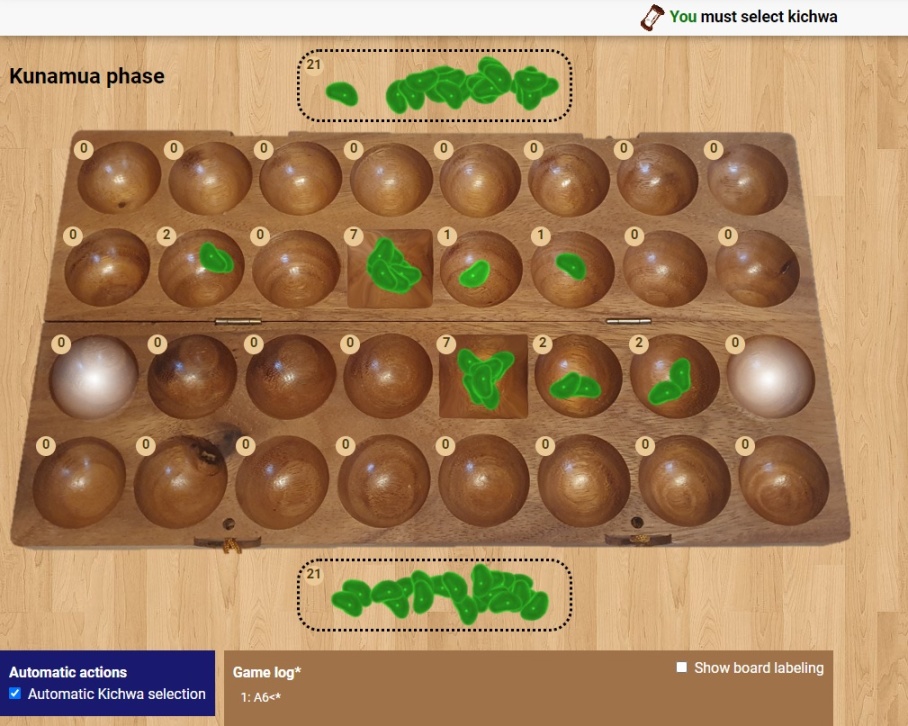 You must select kichwa
Kunamua phase
21
0 0 0 0 0 0 0 0
0 2 0 7 1 1 0 0
0 0 0 0 7 2 2 0
0 0 0 0 0 0 0 0
21
Automatic actions
Automatic Kichwa selection
Game log*
Show board labeling
1: A6<*